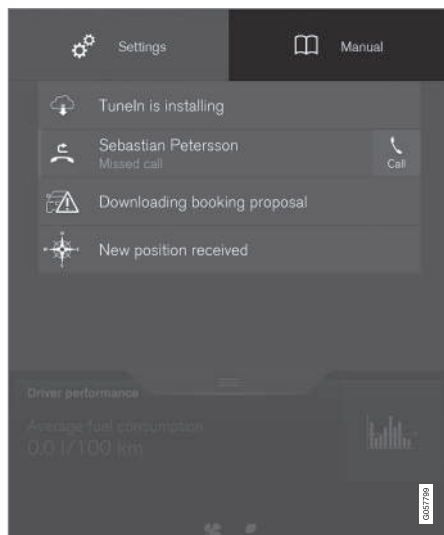 Settings
Manual
TuneIn is installing
Sebastian Petersson
Missed call
Call
Downloading booking proposal
New position received
Driver performance
Average fuel consumption
0.0 l/100 km
G057799